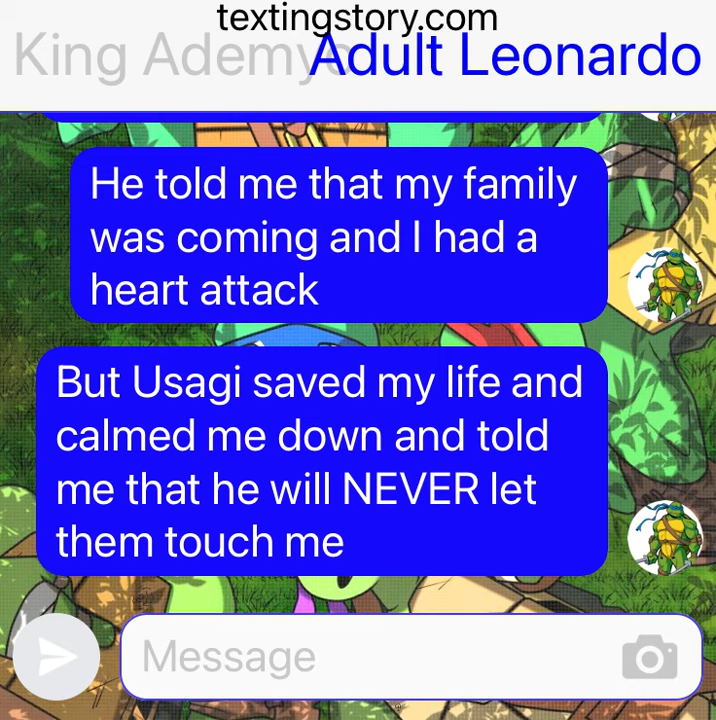 textingstory.com
King Ademy Adult Leonardo
He told me that my family
was coming and I had a
heart attack
But Usagi saved my life and
calmed me down and told
me that he will NEVER let
them touch me
Message